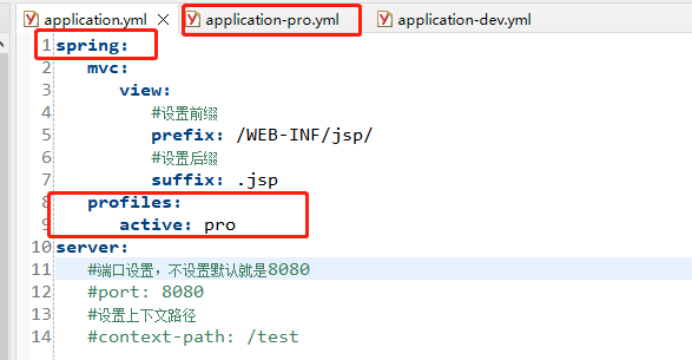 application.yml application-pro.yml application-dev.yml
1 spring:
2 mvc:
3 view:
4 #设置前缀
5 prefix: /WEB-INF/jsp/
6 #设置后缀
7 suffix: .jsp
8 profiles:
9 active: pro
10 server:
11 #端口设置，不设置默认就是8080
12 #port: 8080
13 #设置上下文路径
14 #context-path: /test